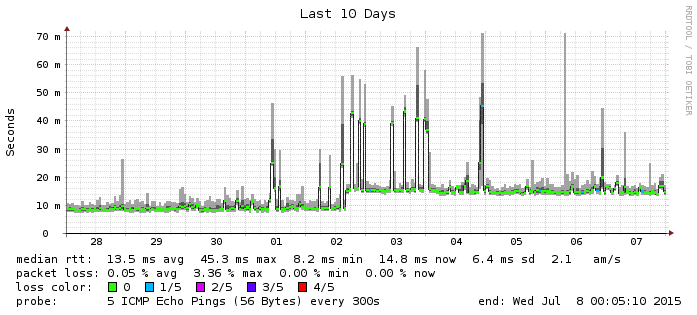 Last 10 Days
RRDTOOL / TOBI OETIKER
Seconds
70 m
60 m
50 m
40 m
30 m
20 m
10 m
0
28 29 30 01 02 03 04 05 06 07
median rtt: 13.5 ms avg 45.3 ms max 8.2 ms min 14.8 ms now 6.4 ms sd 2.1 am/s
packet loss: 0.05 % avg 3.36 % max 0.00 % min 0.00 % now
loss color: 0 1/5 2/5 3/5 4/5
probe: 5 ICMP Echo Pings (56 Bytes) every 300s end: Wed Jul 8 00:05:10 2015